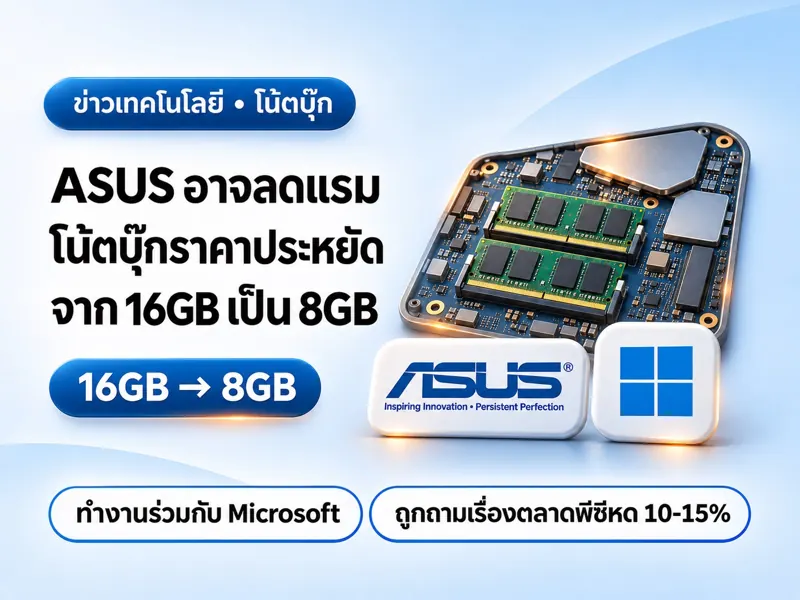 ข่าวเทคโนโลยี • โน้ตบุ๊ก
ASUS อาจลดแรม
โน้ตบุ๊กราคาประหยัด
จาก 16GB เป็น 8GB
16GB → 8GB
ASUS®
Inspiring Innovation • Persistent Perfection
ทำงานร่วมกับ Microsoft
ถูกถามเรื่องตลาดพีซีหด 10-15%